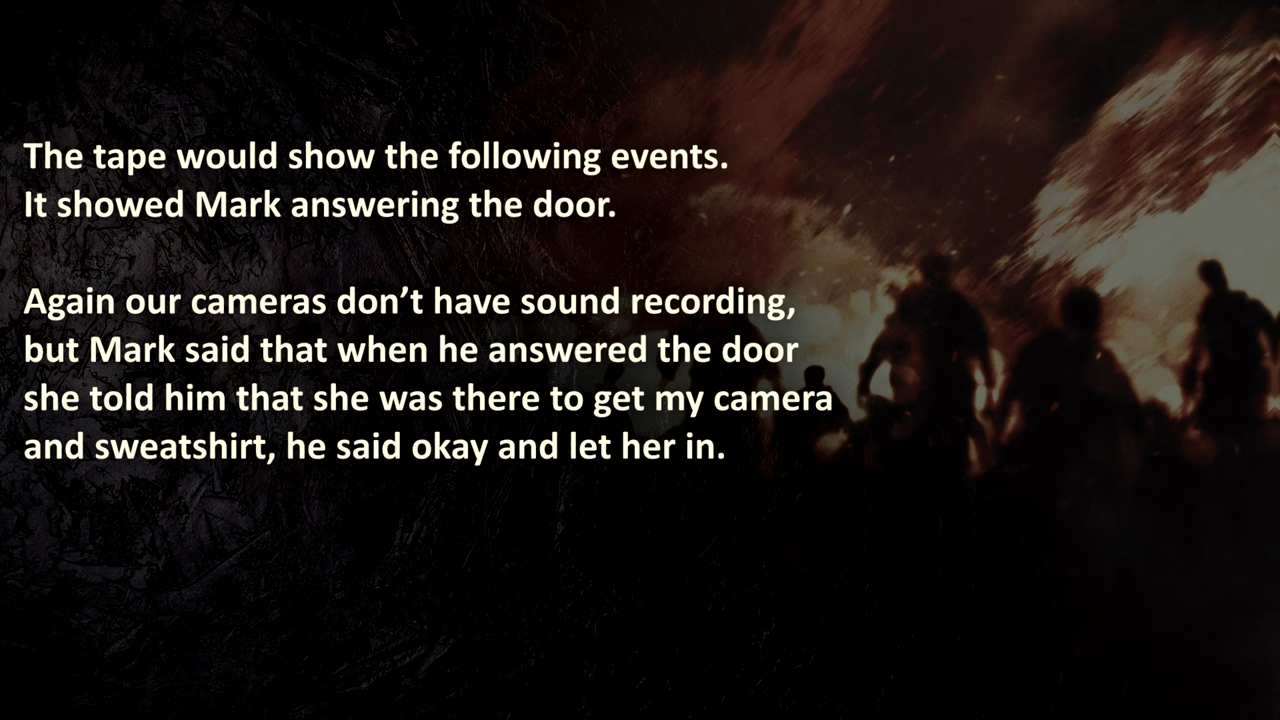 The tape would show the following events.
It showed Mark answering the door.
Again our cameras don’t have sound recording,
but Mark said that when he answered the door
she told him that she was there to get my camera
and sweatshirt, he said okay and let her in.